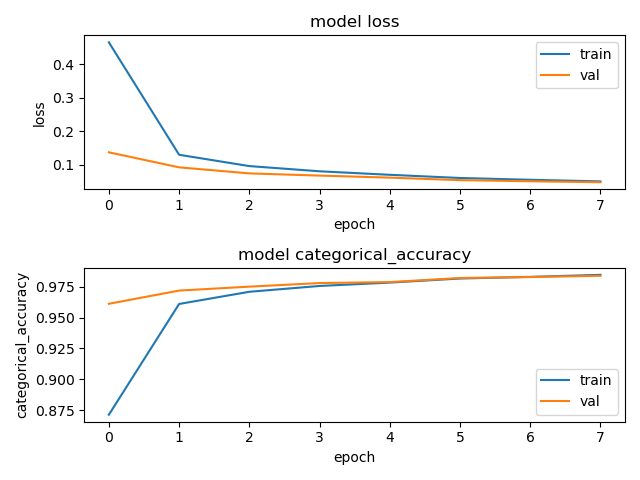 model loss
0.4
0.3
0.2
0.1
loss
train
val
0 1 2 3 4 5 6 7
epoch
model categorical_accuracy
0.975
0.950
0.925
0.900
0.875
categorical_accuracy
train
val
0 1 2 3 4 5 6 7
epoch